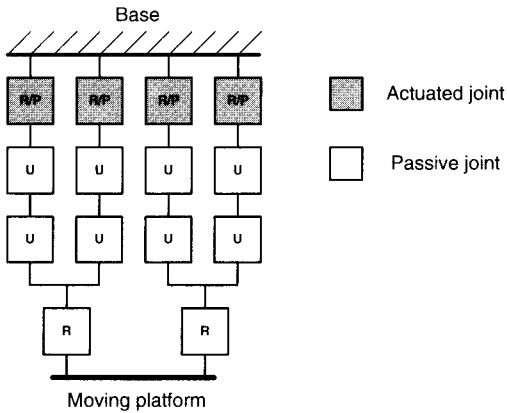 Base
R/P R/P R/P R/P
Actuated joint
U U U U
Passive joint
U U U U
R R
Moving platform